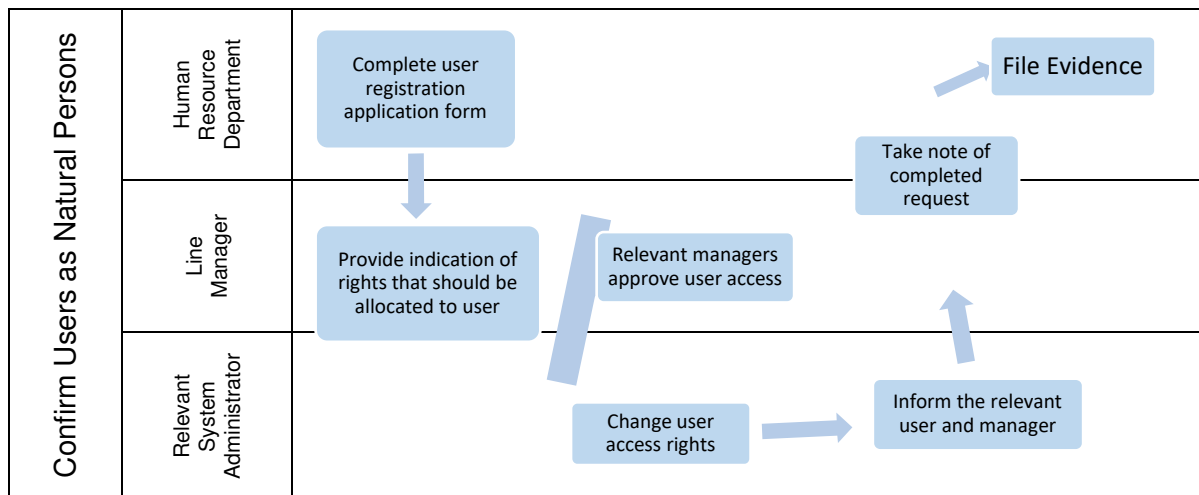 Confirm Users as Natural Persons
Human
Resource
Department
Complete user
registration
application form
File Evidence
Take note of
completed
request
Line
Manager
Provide indication of
rights that should be
allocated to user
Relevant managers
approve user access
Relevant
System
Administrator
Change user
access rights
Inform the relevant
user and manager